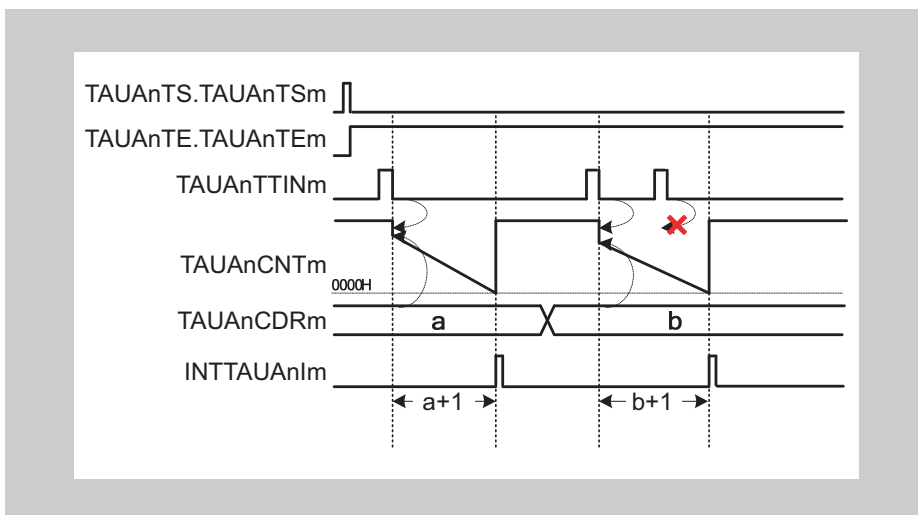 TAUAnTS.TAUAnTSm
TAUAnTE.TAUAnTEm
TAUAnTTINm
TAUAnCNTm
0000H
TAUAnCDRm
a
b
INTTAUAnIm
a+1
b+1